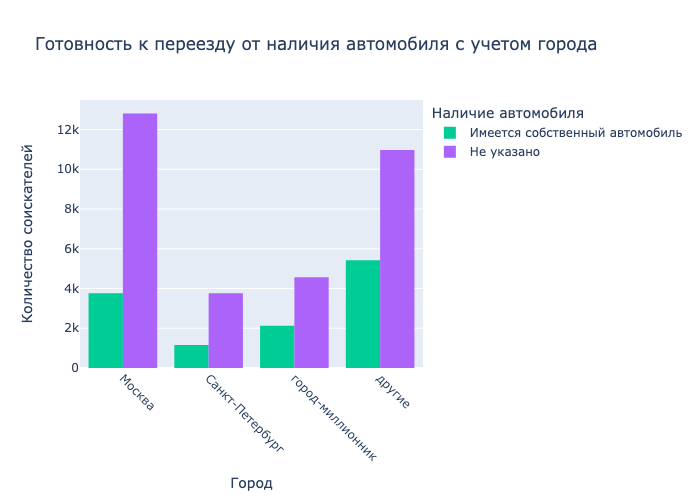 Готовность к переезду от наличия автомобиля с учетом города
Наличие автомобиля
Имеется собственный автомобиль
Не указано
Количество соискателей
12k
10k
8k
6k
4k
2k
0
Москва
Санкт-Петербург
город-миллионник
другие
Город